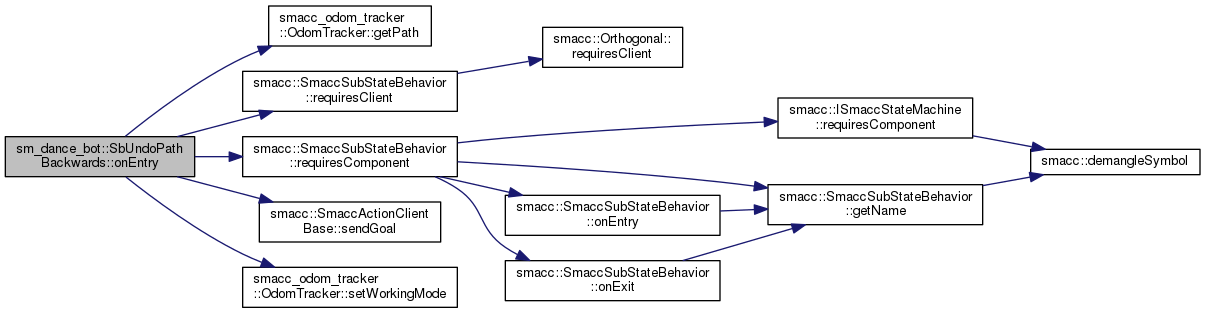 smacc_odom_tracker
::OdomTracker::getPath
smacc::Orthogonal::
requiresClient
smacc::SmaccSubStateBehavior
::requiresClient
smacc::ISmaccStateMachine
::requiresComponent
sm_dance_bot::SbUndoPath
Backwards::onEntry
smacc::SmaccSubStateBehavior
::requiresComponent
smacc::demangleSymbol
smacc::SmaccSubStateBehavior
::getName
smacc::SmaccActionClient
Base::sendGoal
smacc::SmaccSubStateBehavior
::onEntry
smacc_odom_tracker
::OdomTracker::setWorkingMode
smacc::SmaccSubStateBehavior
::onExit